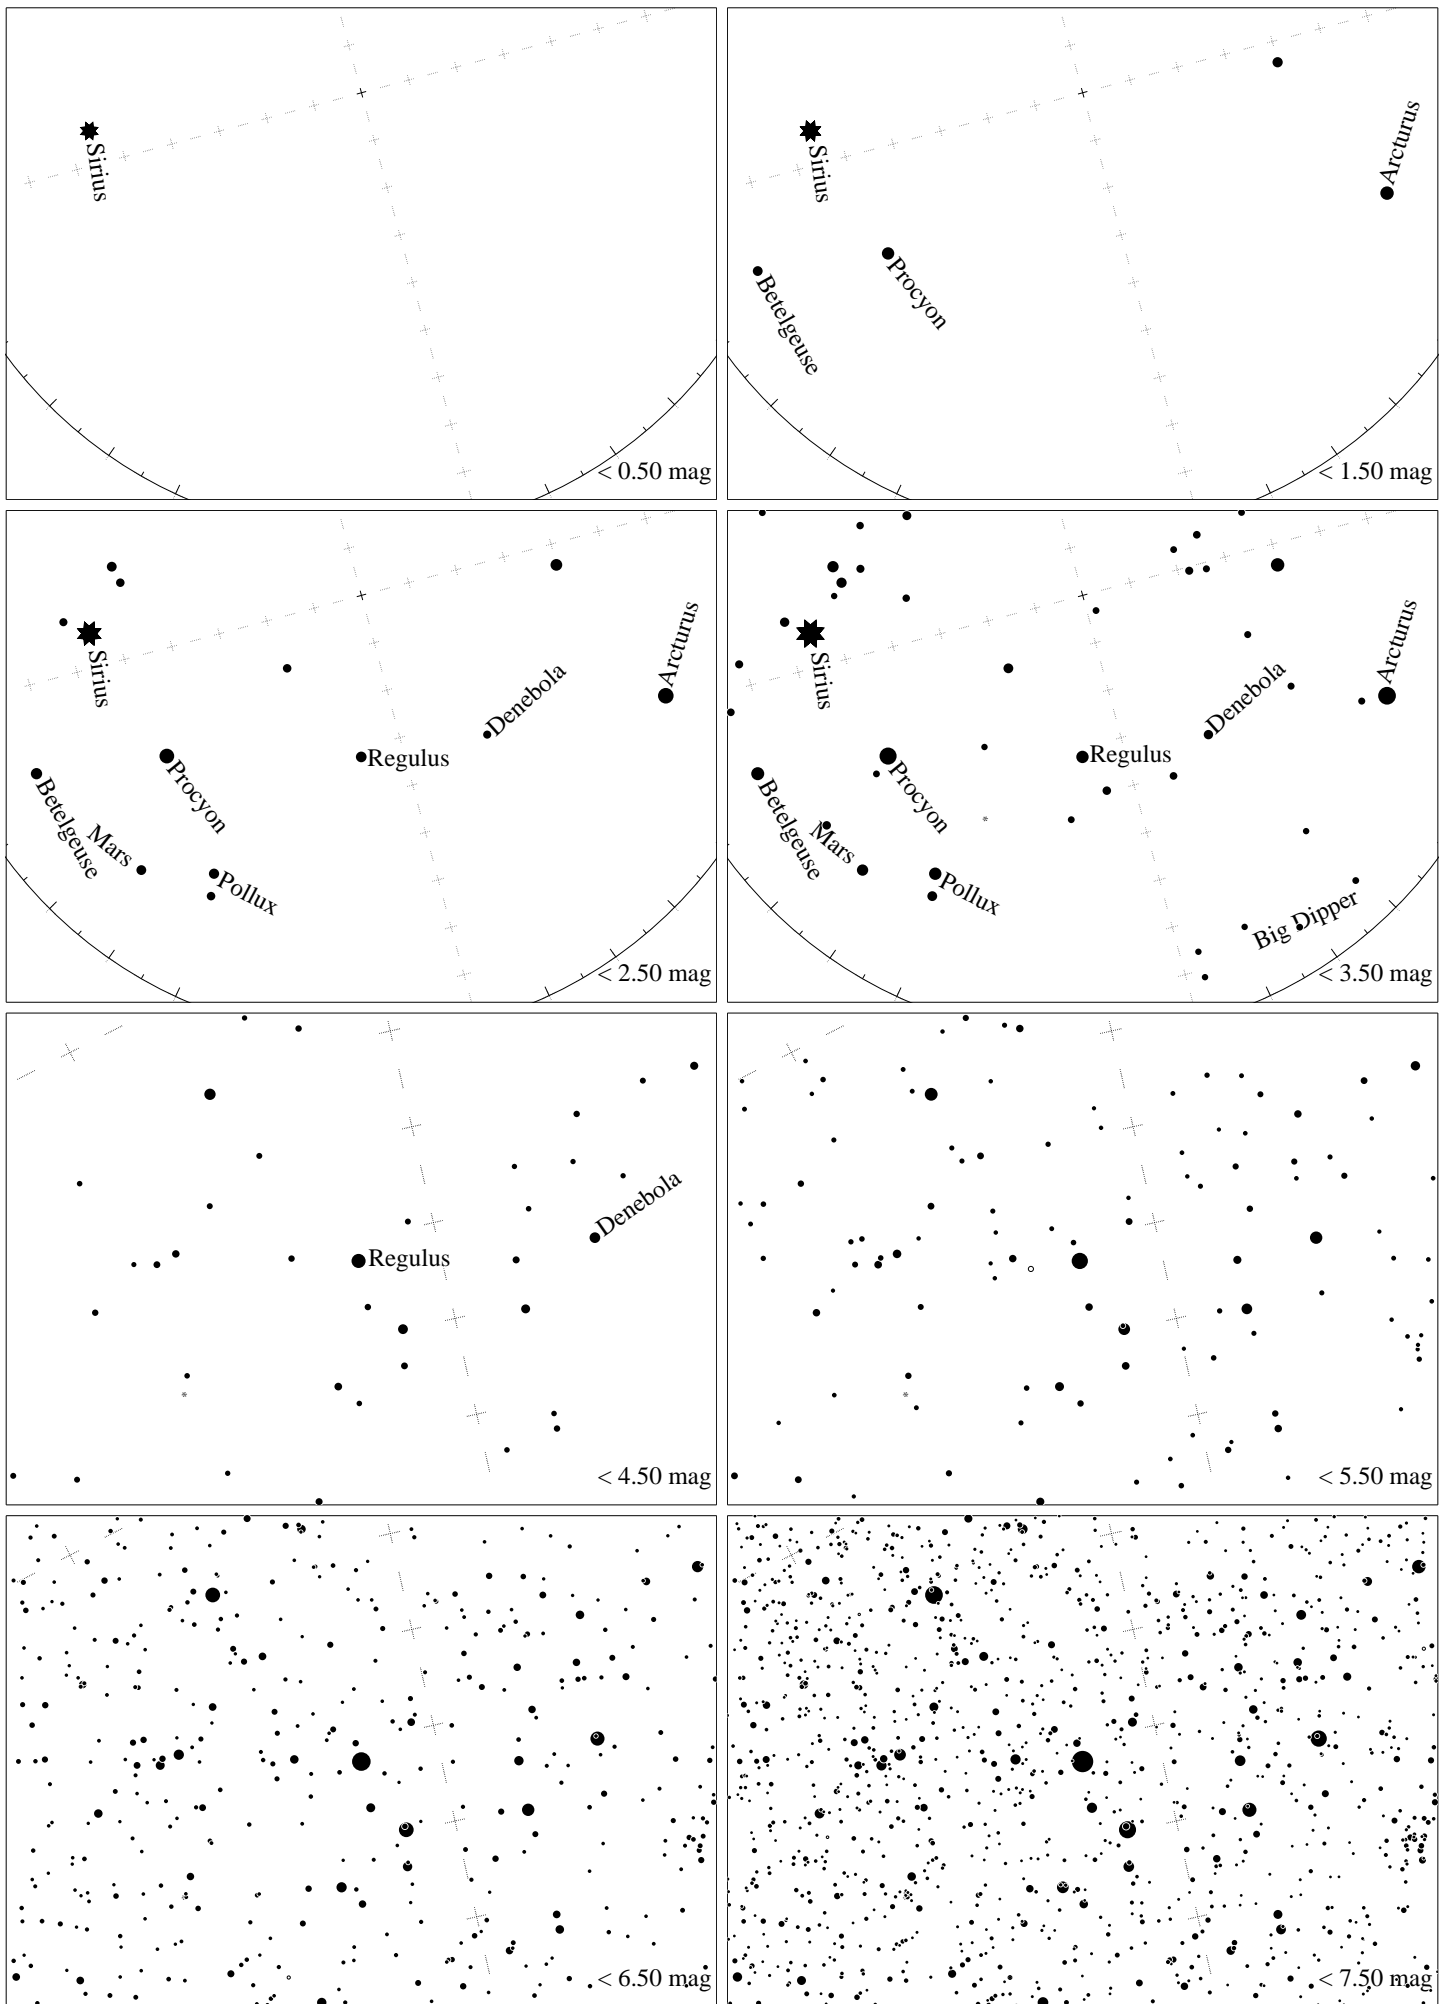 Sirius
< 0.50 mag
Sirius
Arcturus
Procyon
Betelgeuse
< 1.50 mag
Sirius
Arcturus
Denebola
Regulus
Procyon
Betelgeuse
Mars
Pollux
< 2.50 mag
Sirius
Arcturus
Denebola
Regulus
Procyon
Betelgeuse
Mars
Pollux
Big Dipper
< 3.50 mag
Denebola
Regulus
< 4.50 mag
< 5.50 mag
< 6.50 mag
< 7.50 mag